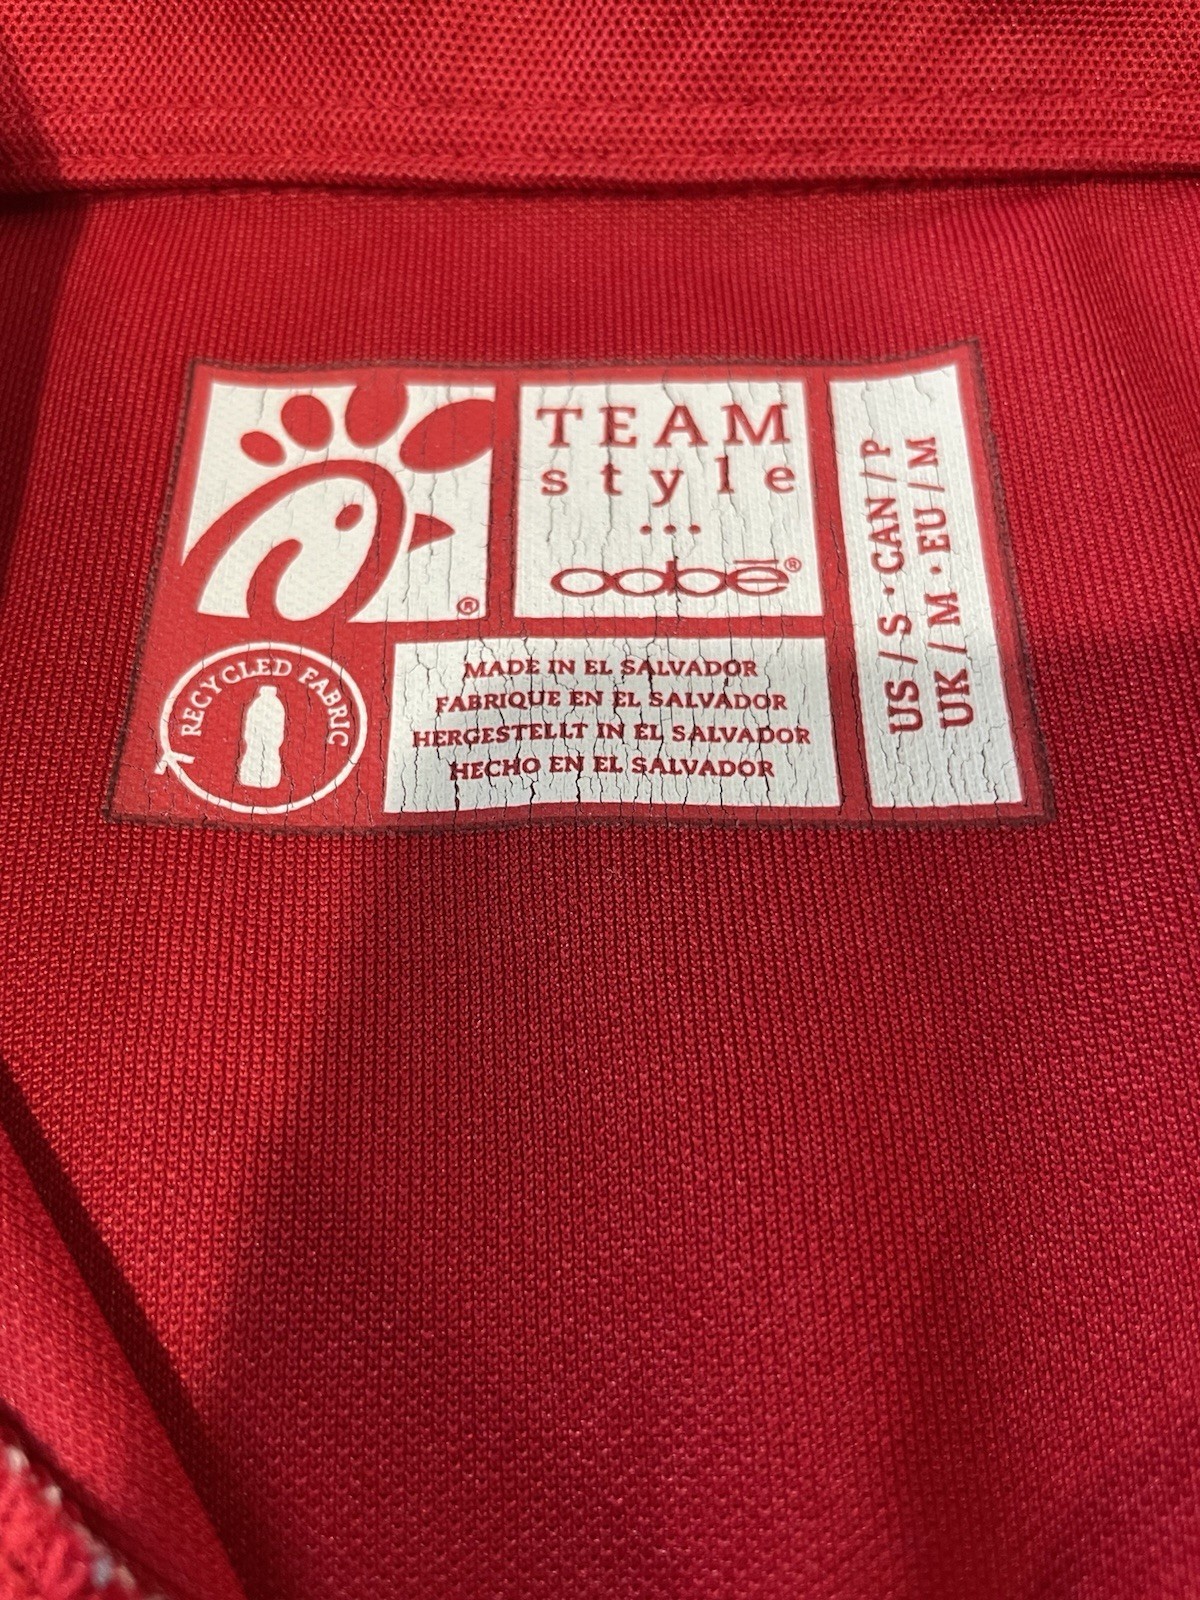 TEAM
style
...
oobē®
®
RECYCLED FABRIC
MADE IN EL SALVADOR
FABRIQUE EN EL SALVADOR
HERGESTELLT IN EL SALVADOR
HECHO EN EL SALVADOR
US / S · CAN / P
UK / M · EU / M